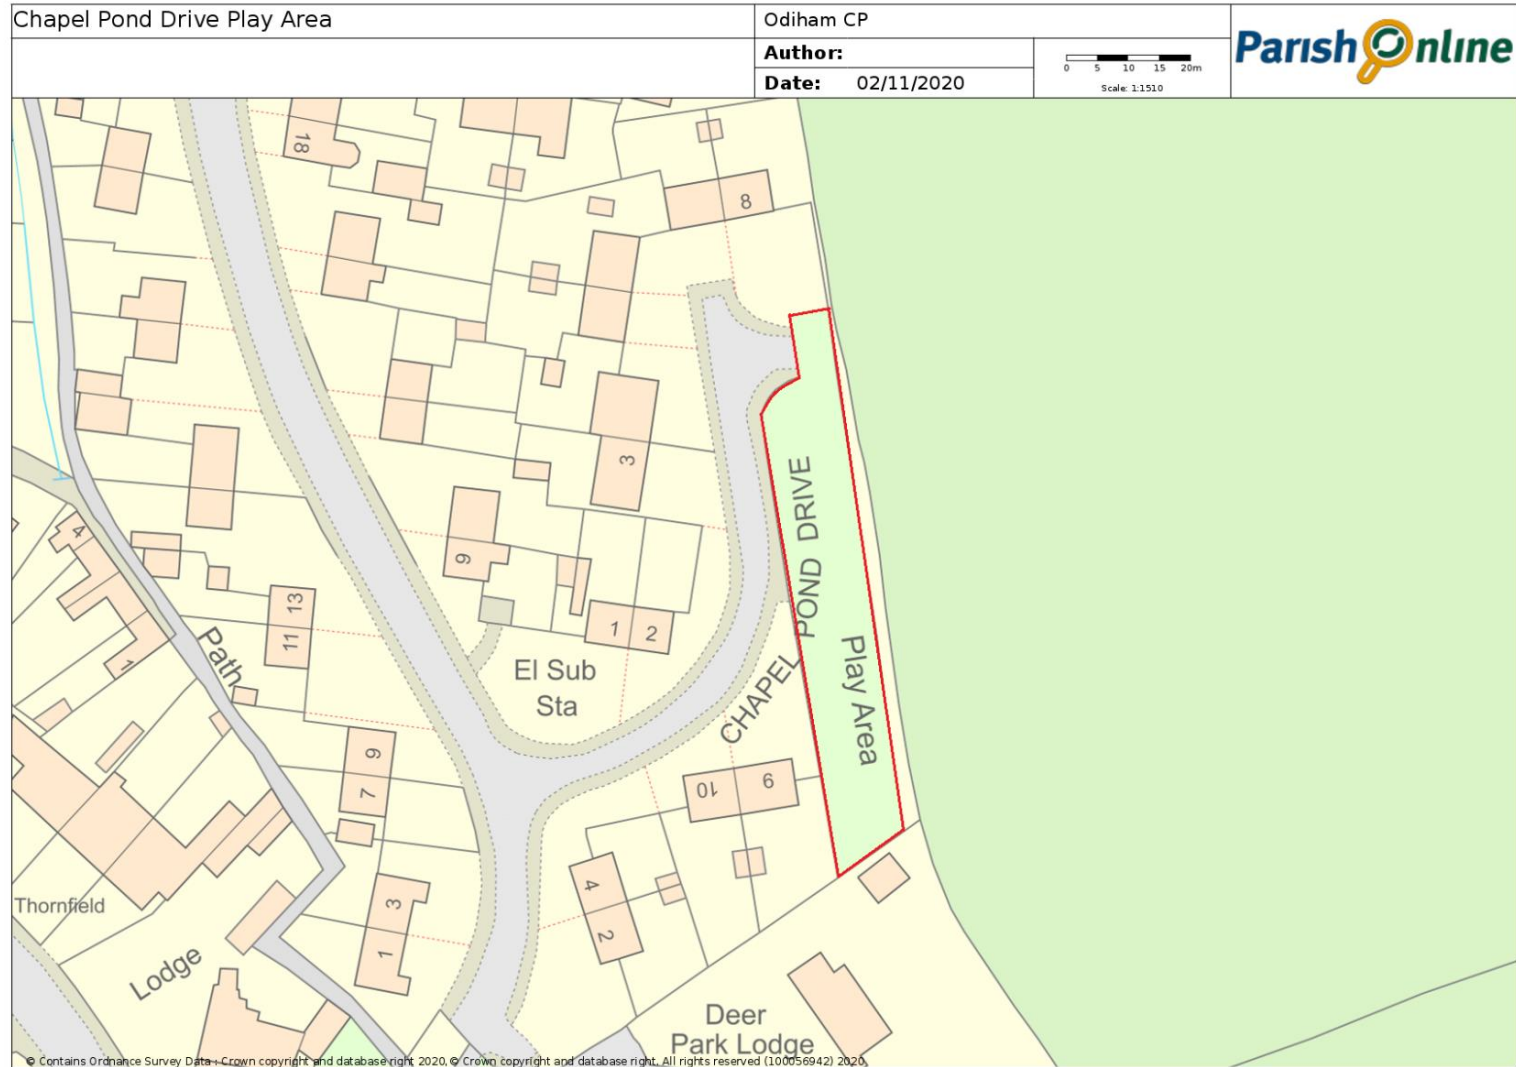 Chapel Pond Drive Play Area
Odiham CP
Author:
Date: 02/11/2020
0 5 10 15 20m
Scale: 1:1510
Parish Online
18
8
3
9
1 2
El Sub
Sta
CHAPEL POND DRIVE
Play Area
4
1
Path
13
11
9
7
10 9
3
1
4
2
Thornfield
Lodge
Deer
Park Lodge
© Contains Ordnance Survey Data : Crown copyright and database right 2020, © Crown copyright and database right. All rights reserved (100056942) 2020